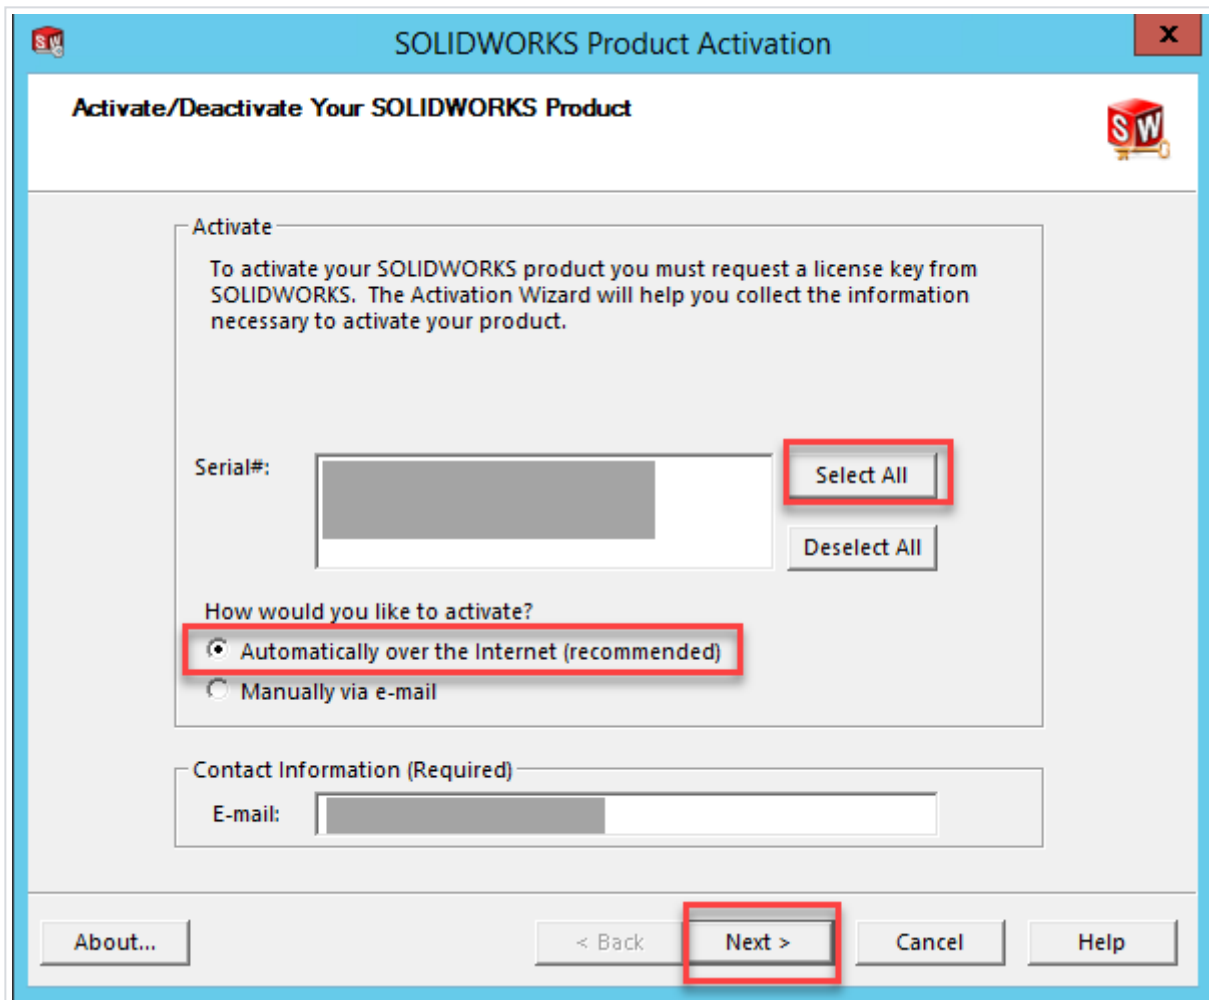 SW
SOLIDWORKS Product Activation
x
Activate/Deactivate Your SOLIDWORKS Product
SW
Activate
To activate your SOLIDWORKS product you must request a license key from
SOLIDWORKS.  The Activation Wizard will help you collect the information
necessary to activate your product.
Serial#:
Select All
Deselect All
How would you like to activate?
Automatically over the Internet (recommended)
Manually via e-mail
Contact Information (Required)
E-mail:
About...
< Back
Next >
Cancel
Help